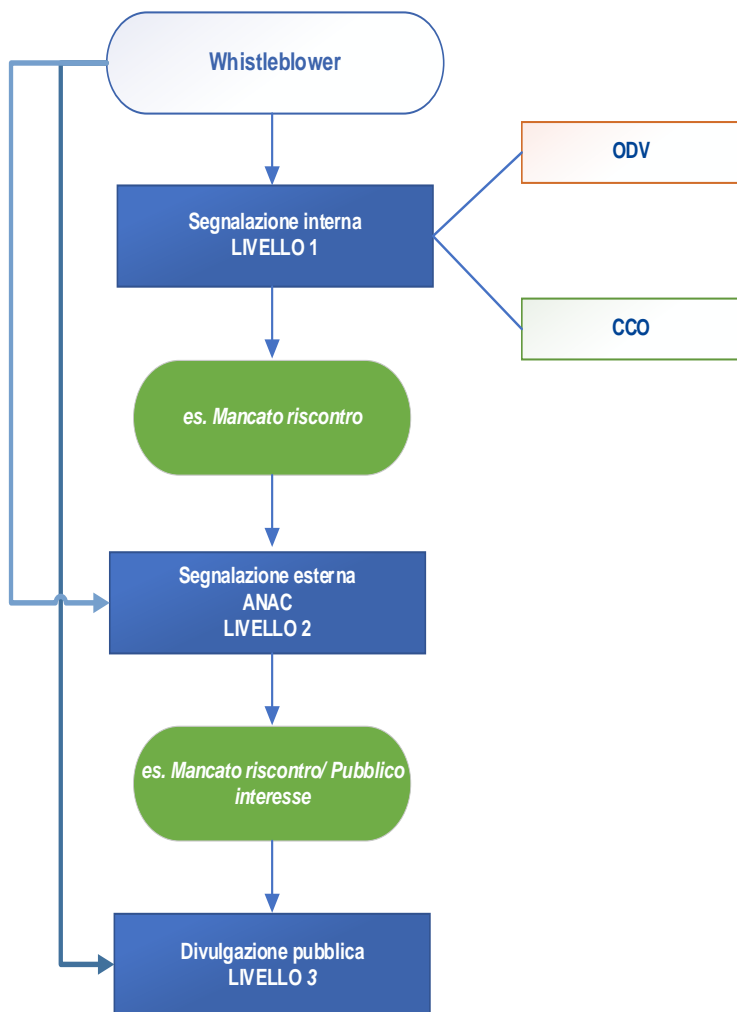 Whistleblower
ODV
Segnalazione interna
LIVELLO 1
CCO
es. Mancato riscontro
Segnalazione esterna
ANAC
LIVELLO 2
es. Mancato riscontro/ Pubblico
interesse
Divulgazione pubblica
LIVELLO 3